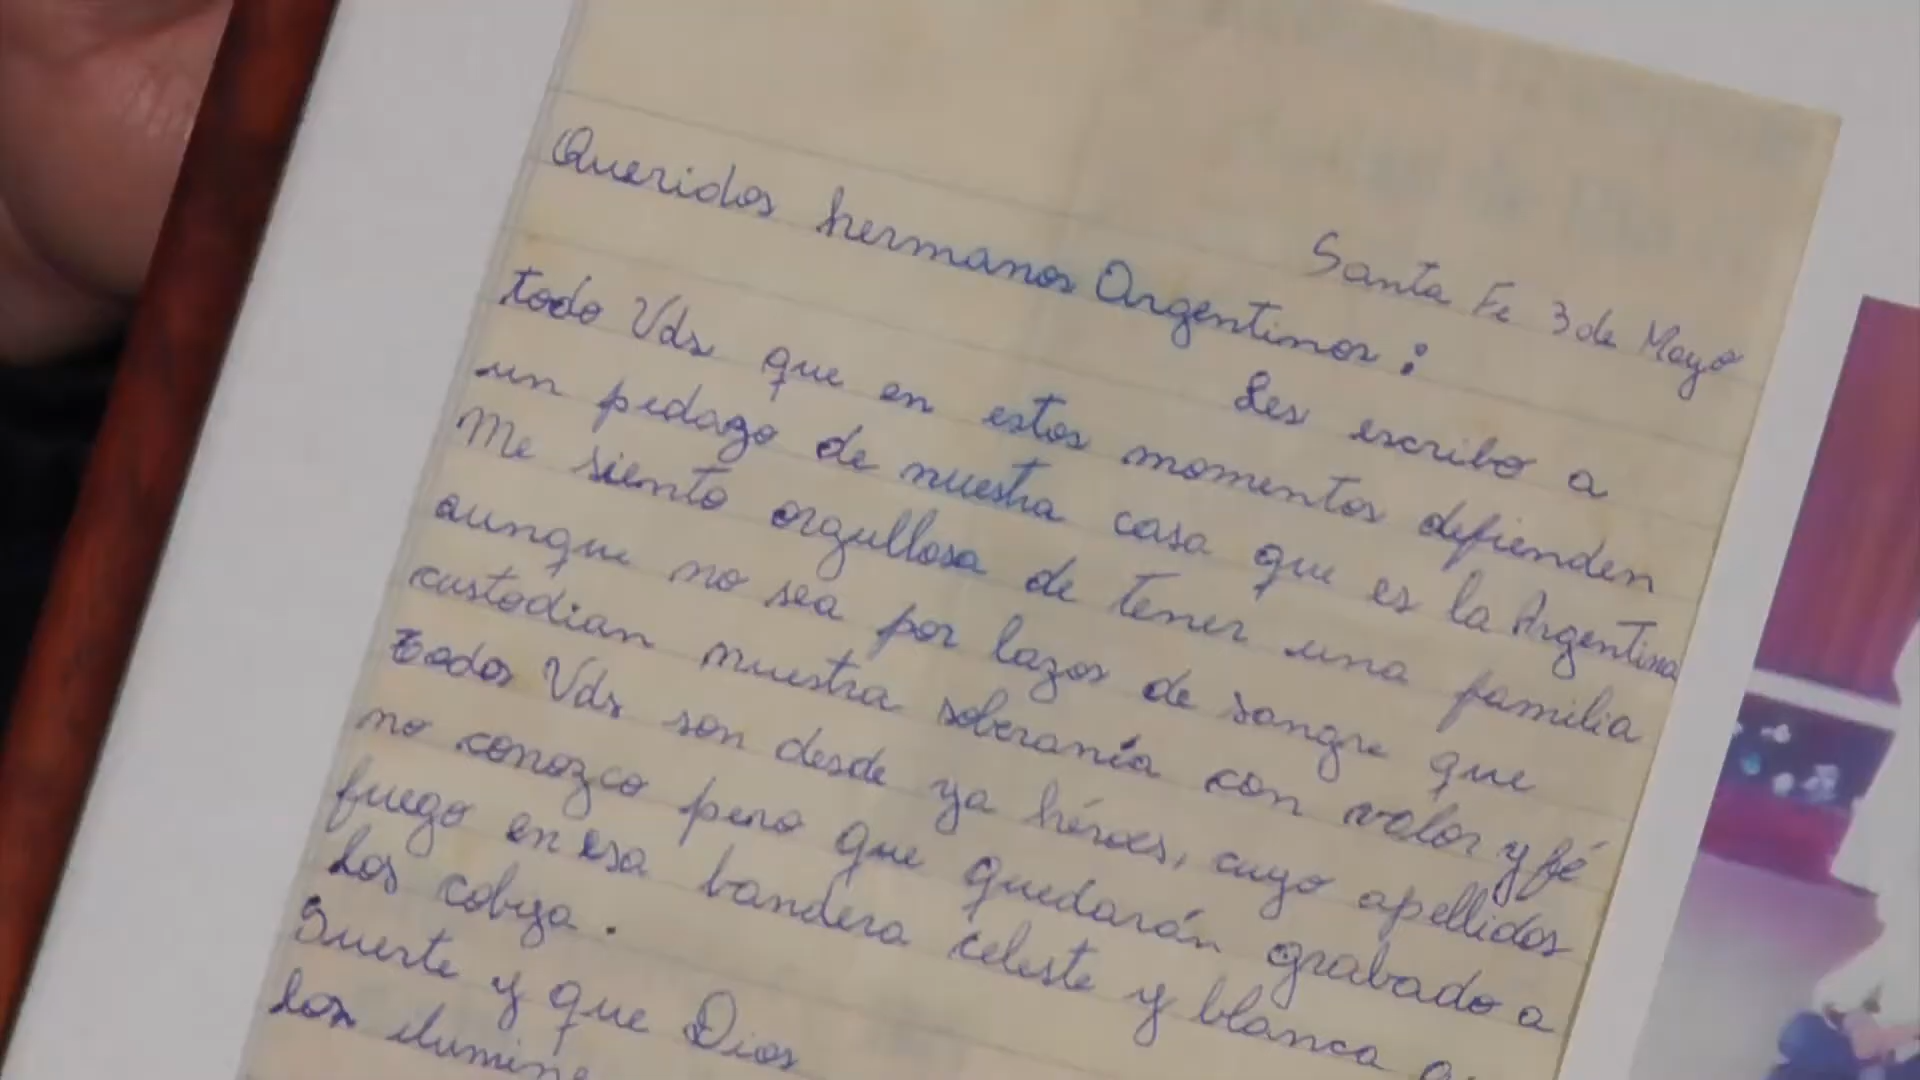 Santa Fe 3 de Mayo
Queridos hermanos Argentinos:
Les escribo a
todo Vds que en estos momentos defienden
un pedazo de nuestra casa que es la Argentina
Me siento orgullosa de tener una familia
aunque no sea por lazos de sangre que
custodian nuestra soberanía con valor y fé
todos Vds son desde ya héroes, cuyo apellidos
no conozco pero que quedarán grabado a
fuego en esa bandera celeste y blanca
los cobija.
Suerte y que Dios
los ilumine